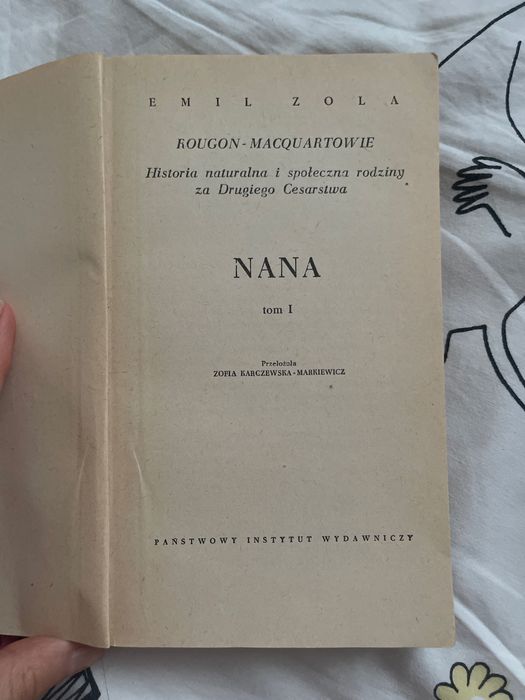 EMIL ZOLA
ROUGON-MACQUARTOWIE
Historia naturalna i społeczna rodziny
za Drugiego Cesarstwa
NANA
tom I
Przełożyła
ZOFIA KARCZEWSKA-MARKIEWICZ
PAŃSTWOWY INSTYTUT WYDAWNICZY